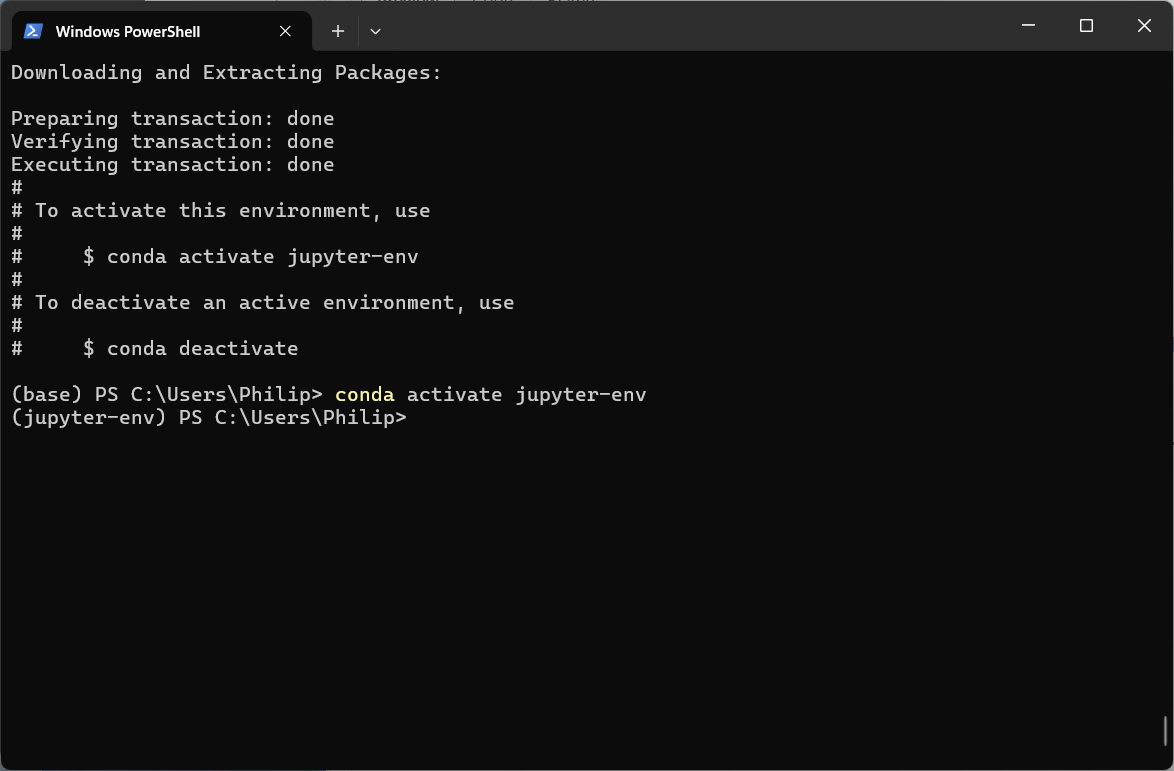 Windows PowerShell
Downloading and Extracting Packages:
Preparing transaction: done
Verifying transaction: done
Executing transaction: done
#
# To activate this environment, use
#
#     $ conda activate jupyter-env
#
# To deactivate an active environment, use
#
#     $ conda deactivate
(base) PS C:\Users\Philip> conda activate jupyter-env
(jupyter-env) PS C:\Users\Philip>